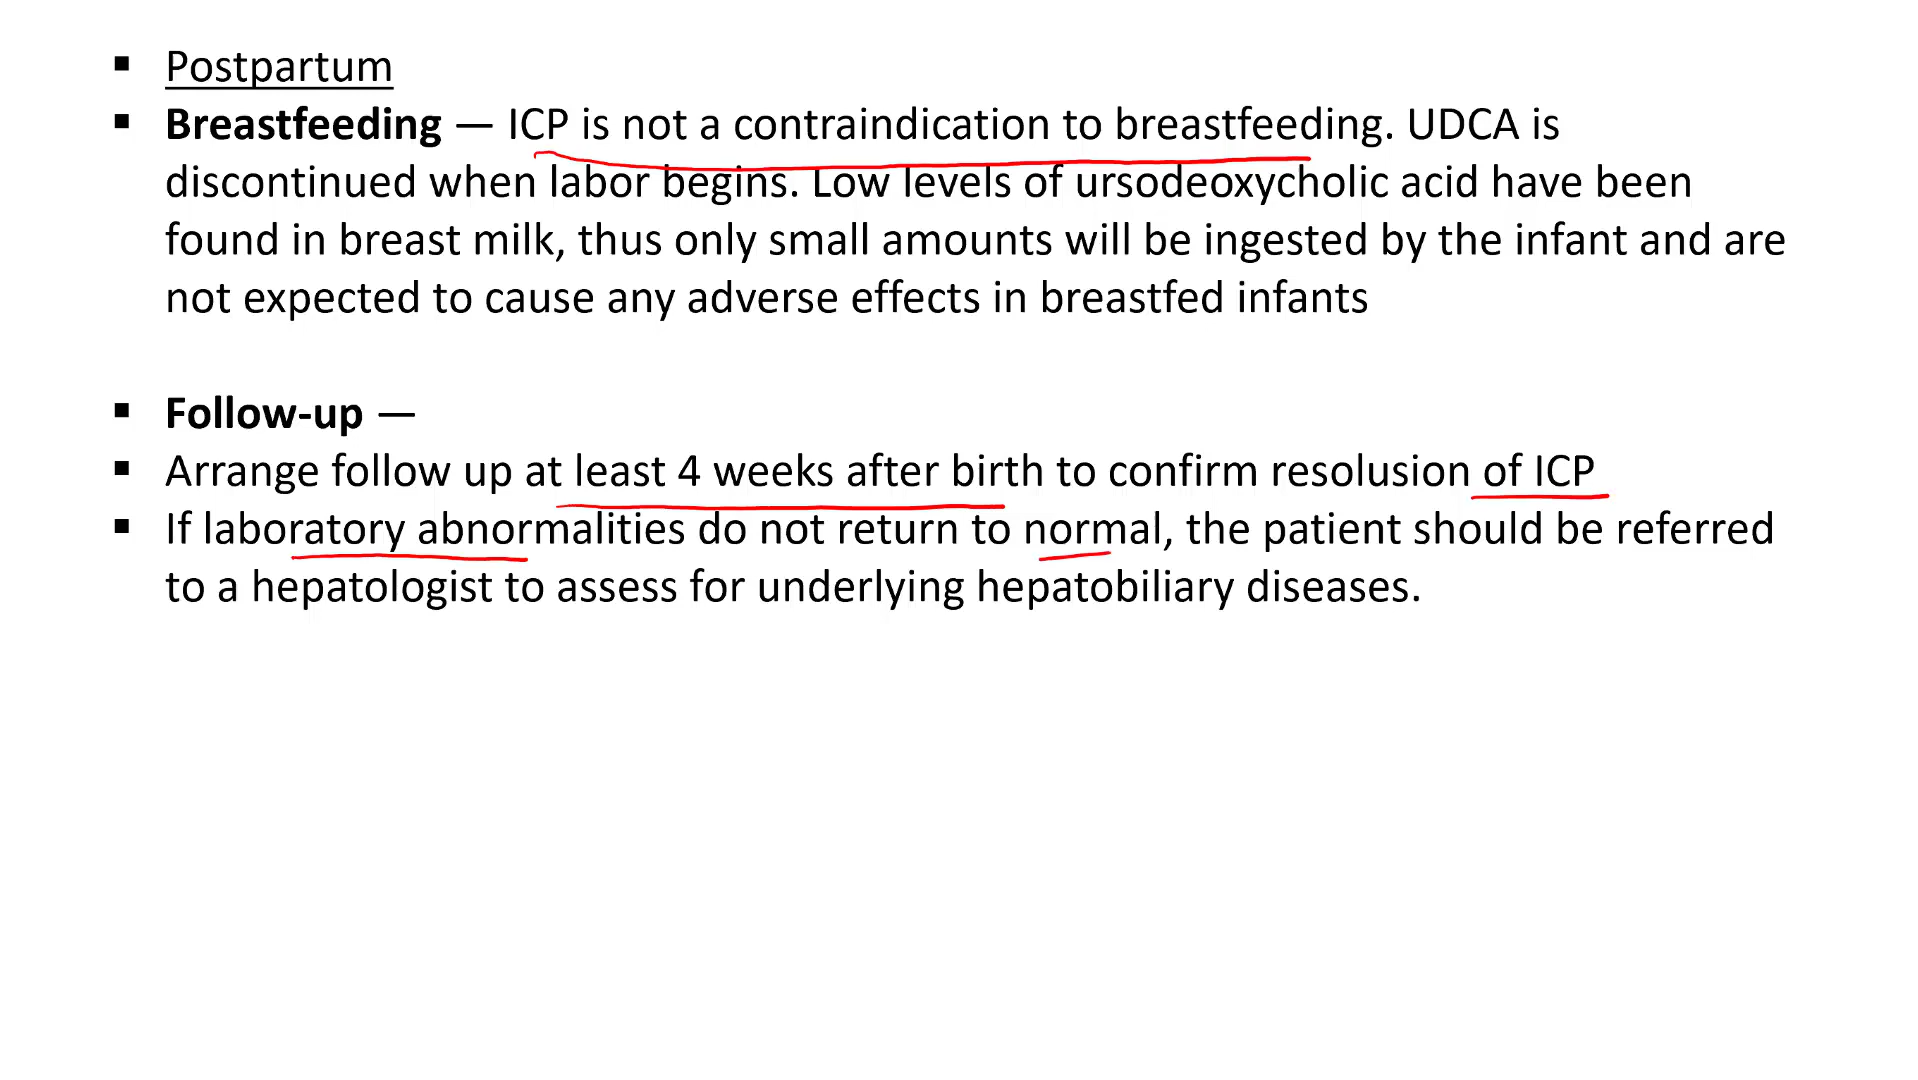 ▪ Postpartum
▪ Breastfeeding — ICP is not a contraindication to breastfeeding. UDCA is
discontinued when labor begins. Low levels of ursodeoxycholic acid have been
found in breast milk, thus only small amounts will be ingested by the infant and are
not expected to cause any adverse effects in breastfed infants
▪ Follow-up —
▪ Arrange follow up at least 4 weeks after birth to confirm resolusion of ICP
▪ If laboratory abnormalities do not return to normal, the patient should be referred
to a hepatologist to assess for underlying hepatobiliary diseases.